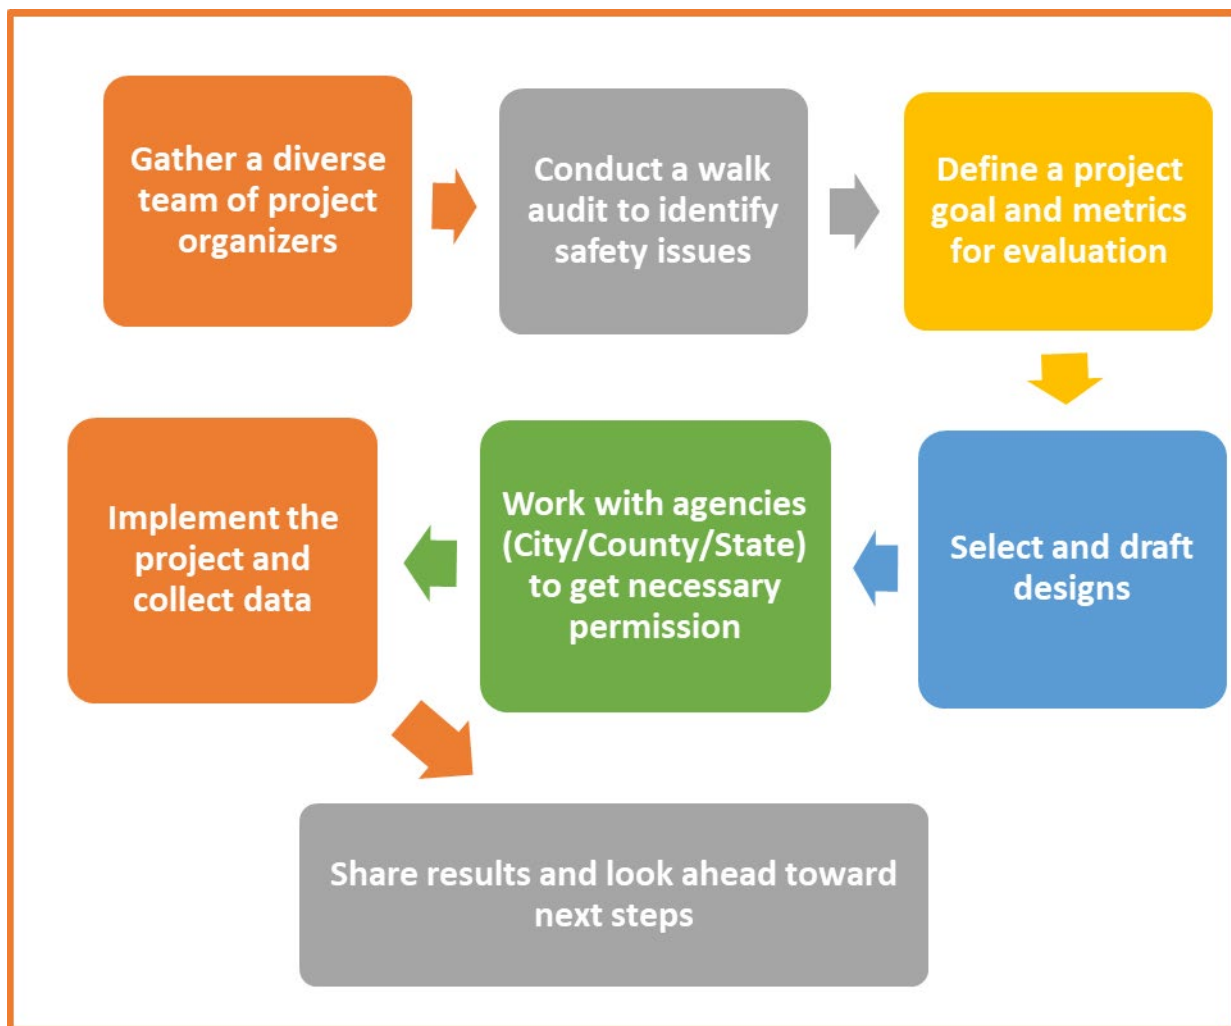 Gather a diverse
team of project
organizers
Conduct a walk
audit to identify
safety issues
Define a project
goal and metrics
for evaluation
Select and draft
designs
Work with agencies
(City/County/State)
to get necessary
permission
Implement the
project and
collect data
Share results and look ahead toward
next steps